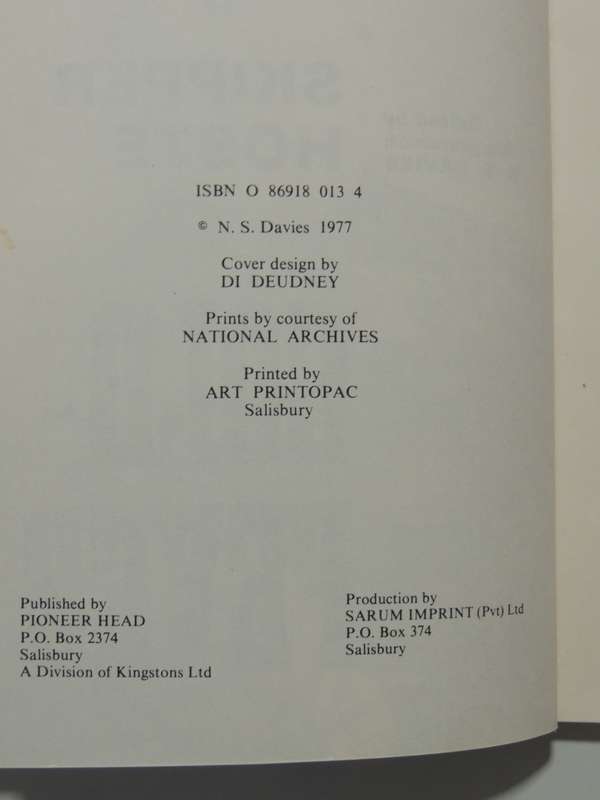 ISBN O 86918 013 4
© N. S. Davies 1977
Cover design by
DI DEUDNEY
Prints by courtesy of
NATIONAL ARCHIVES
Printed by
ART PRINTOPAC
Salisbury
Published by
PIONEER HEAD
P.O. Box 2374
Salisbury
A Division of Kingstons Ltd
Production by
SARUM IMPRINT (Pvt) Ltd
P.O. Box 374
Salisbury